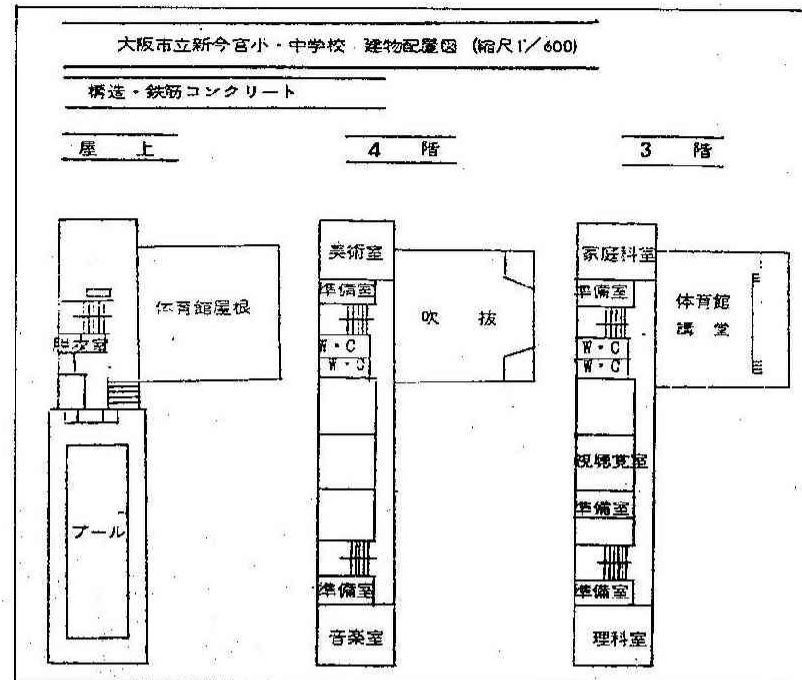 大阪市立新今宮小・中学校 建物配置図 (縮尺1/600)
構造・鉄筋コンクリート
屋 上
体育館屋根
脱衣室
プール
4 階
美術室
準備室
W・C
W・C
準備室
音楽室
吹 抜
3 階
家庭科室
準備室
W・C
W・C
視聴覚室
準備室
準備室
理科室
体育館
講 堂